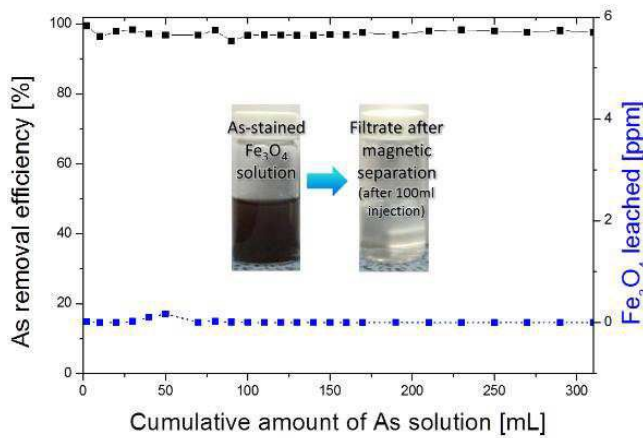 100
80
60
40
20
0
As removal efficiency [%]
6
4
2
0
Fe₃O₄ leached [ppm]
As-stained
Fe₃O₄
solution
Filtrate after
magnetic
separation
(after 100ml
injection)
0 50 100 150 200 250 300
Cumulative amount of As solution [mL]